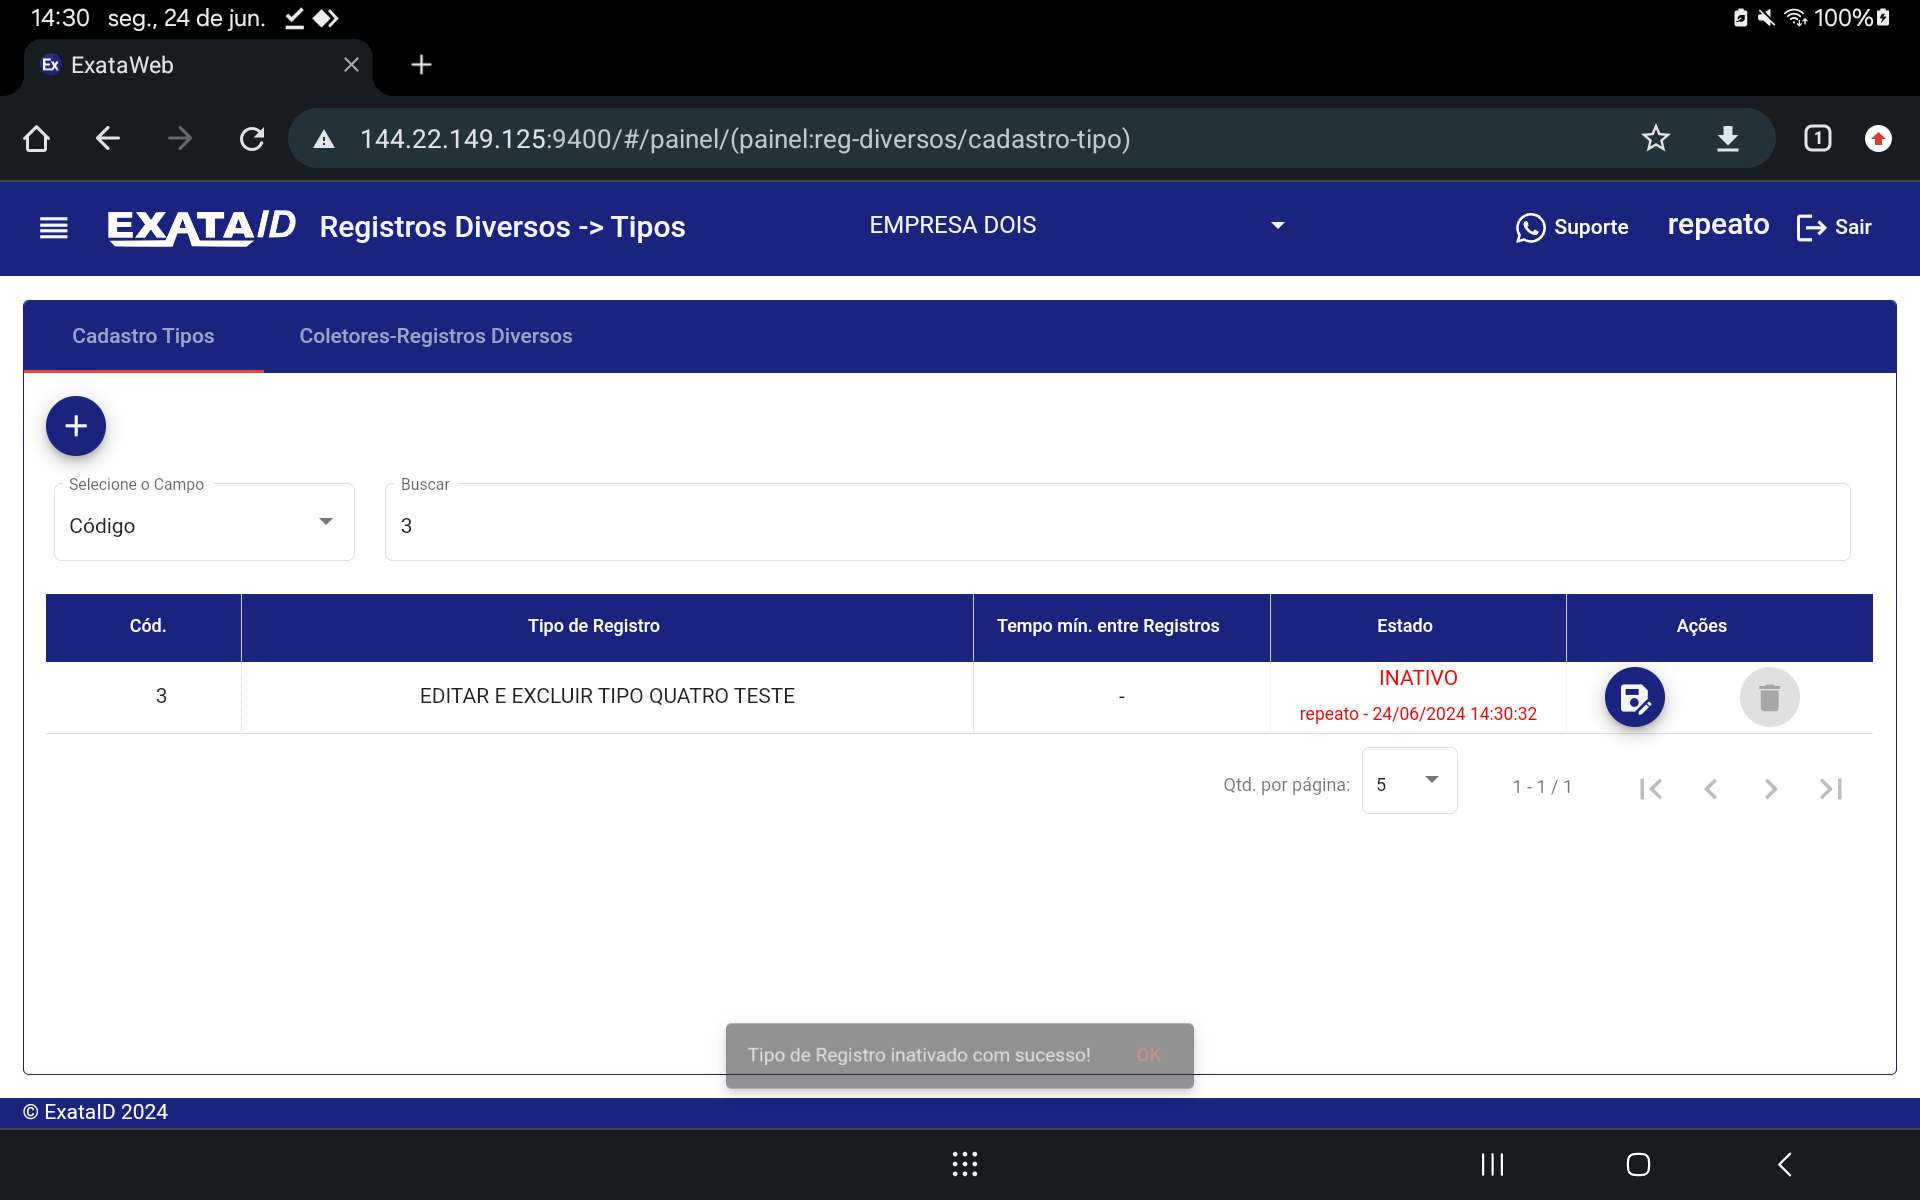 14:30 seg., 24 de jun. 100%
Ex ExataWeb
144.22.149.125:9400/#/painel/(painel:reg-diversos/cadastro-tipo) 1
EXATAID Registros Diversos -> Tipos EMPRESA DOIS Suporte repeato Sair
Cadastro Tipos Coletores-Registros Diversos
Selecione o Campo Buscar
Código 3
Cód. Tipo de Registro Tempo mín. entre Registros Estado Ações
3 EDITAR E EXCLUIR TIPO QUATRO TESTE - INATIVO
repeato - 24/06/2024 14:30:32
Qtd. por página: 5 1 - 1 / 1
Tipo de Registro inativado com sucesso! OK
© ExataID 2024